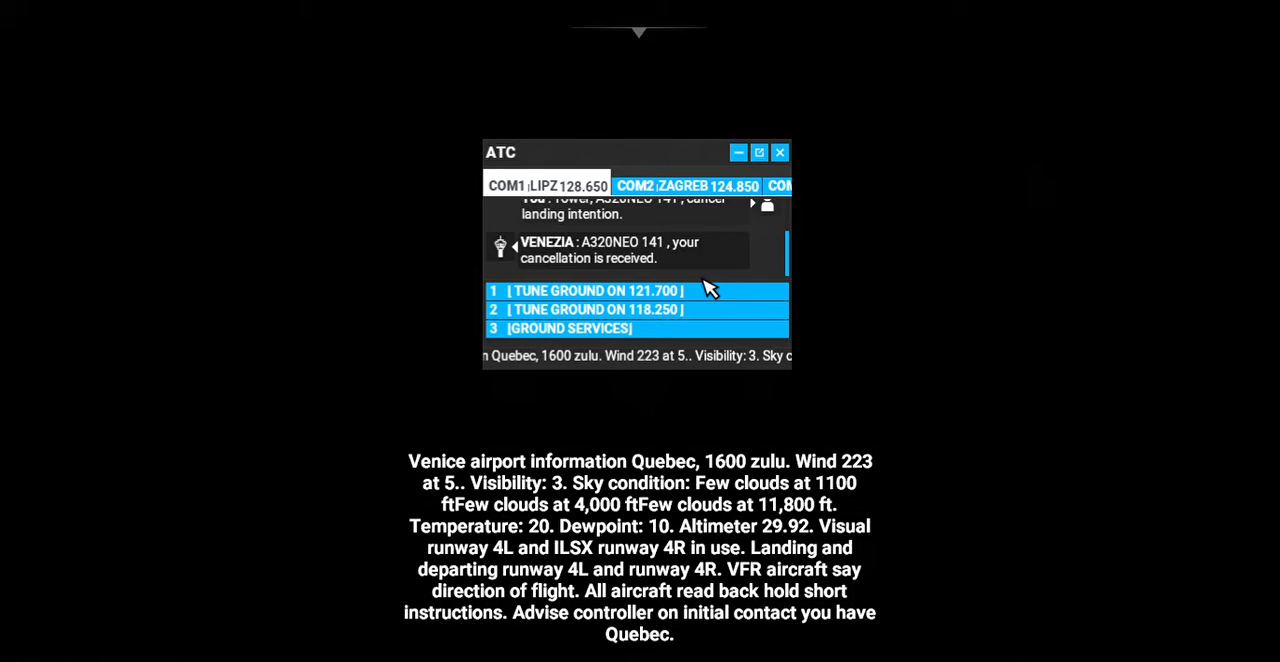 ATC
COM1 LIPZ 128.650 COM2 ZAGREB 124.850 COM
You : Tower, A320NEO 141 , cancel
landing intention.
VENEZIA : A320NEO 141 , your
cancellation is received.
1 [ TUNE GROUND ON 121.700 ]
2 [ TUNE GROUND ON 118.250 ]
3 [GROUND SERVICES]
n Quebec, 1600 zulu. Wind 223 at 5.. Visibility: 3. Sky c
Venice airport information Quebec, 1600 zulu. Wind 223
at 5.. Visibility: 3. Sky condition: Few clouds at 1100
ftFew clouds at 4,000 ftFew clouds at 11,800 ft.
Temperature: 20. Dewpoint: 10. Altimeter 29.92. Visual
runway 4L and ILSX runway 4R in use. Landing and
departing runway 4L and runway 4R. VFR aircraft say
direction of flight. All aircraft read back hold short
instructions. Advise controller on initial contact you have
Quebec.